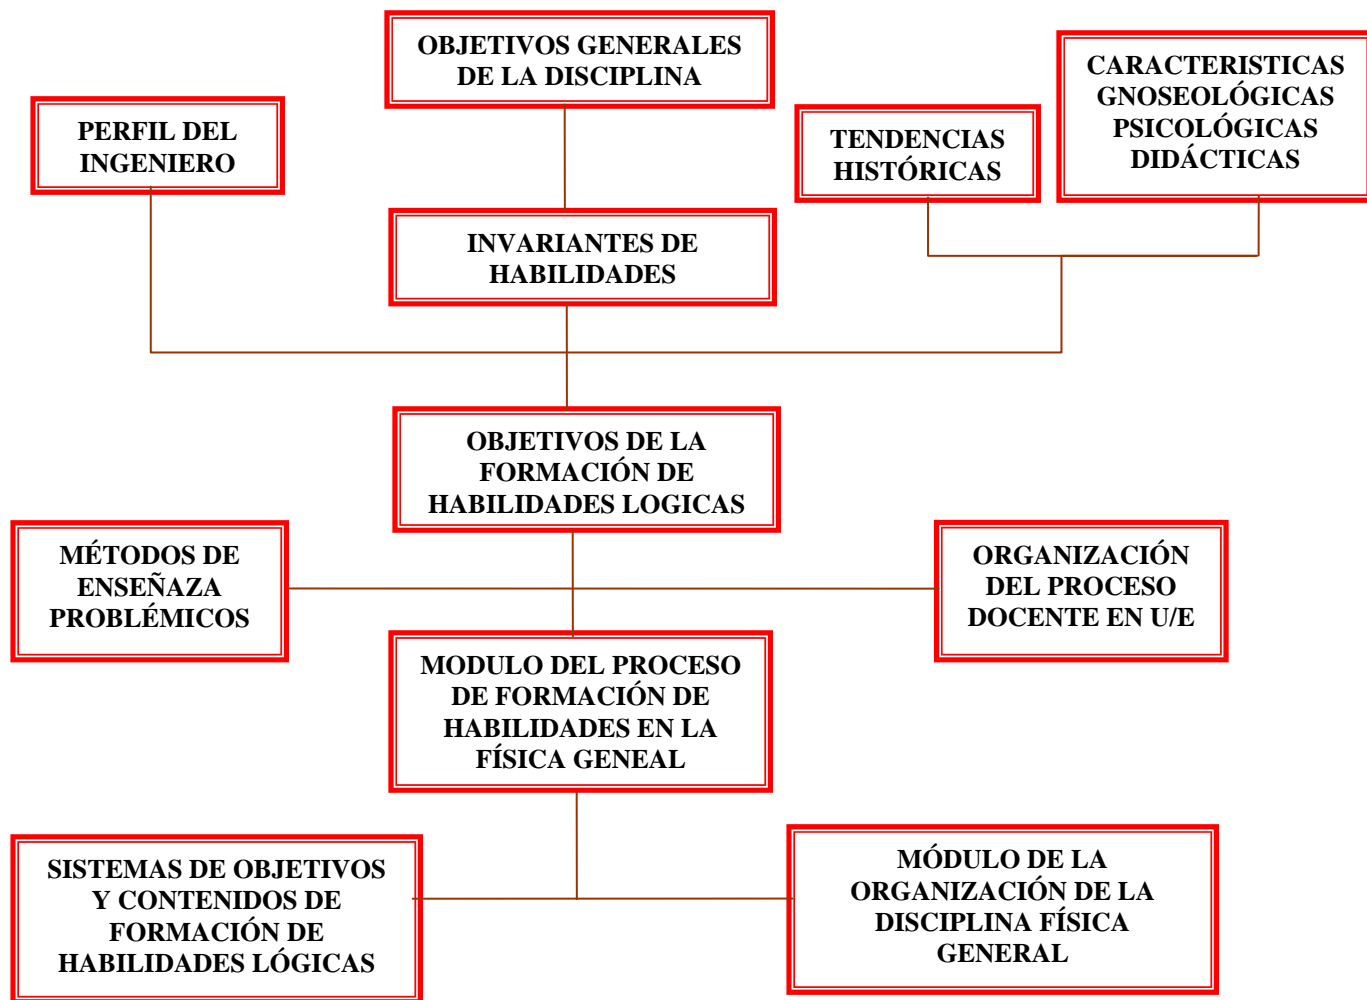 OBJETIVOS GENERALES
DE LA DISCIPLINA
CARACTERISTICAS
GNOSEOLÓGICAS
PSICOLÓGICAS
DIDÁCTICAS
PERFIL DEL
INGENIERO
TENDENCIAS
HISTÓRICAS
INVARIANTES DE
HABILIDADES
OBJETIVOS DE LA
FORMACIÓN DE
HABILIDADES LOGICAS
MÉTODOS DE
ENSEÑAZA
PROBLÉMICOS
ORGANIZACIÓN
DEL PROCESO
DOCENTE EN U/E
MODULO DEL PROCESO
DE FORMACIÓN DE
HABILIDADES EN LA
FÍSICA GENEAL
SISTEMAS DE OBJETIVOS
Y CONTENIDOS DE
FORMACIÓN DE
HABILIDADES LÓGICAS
MÓDULO DE LA
ORGANIZACIÓN DE LA
DISCIPLINA FÍSICA
GENERAL